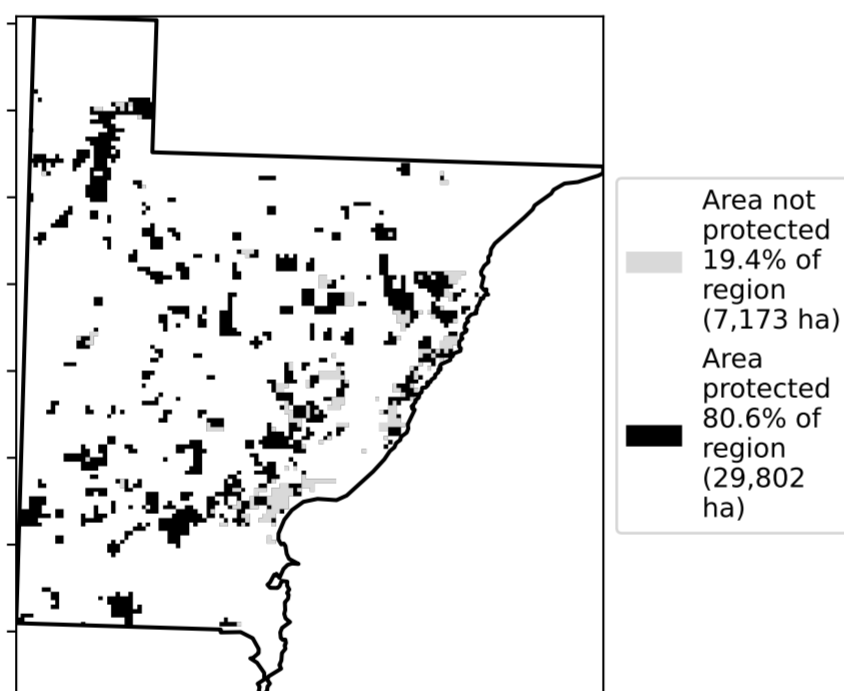 Area not
protected
19.4% of
region
(7,173 ha)
Area
protected
80.6% of
region
(29,802
ha)